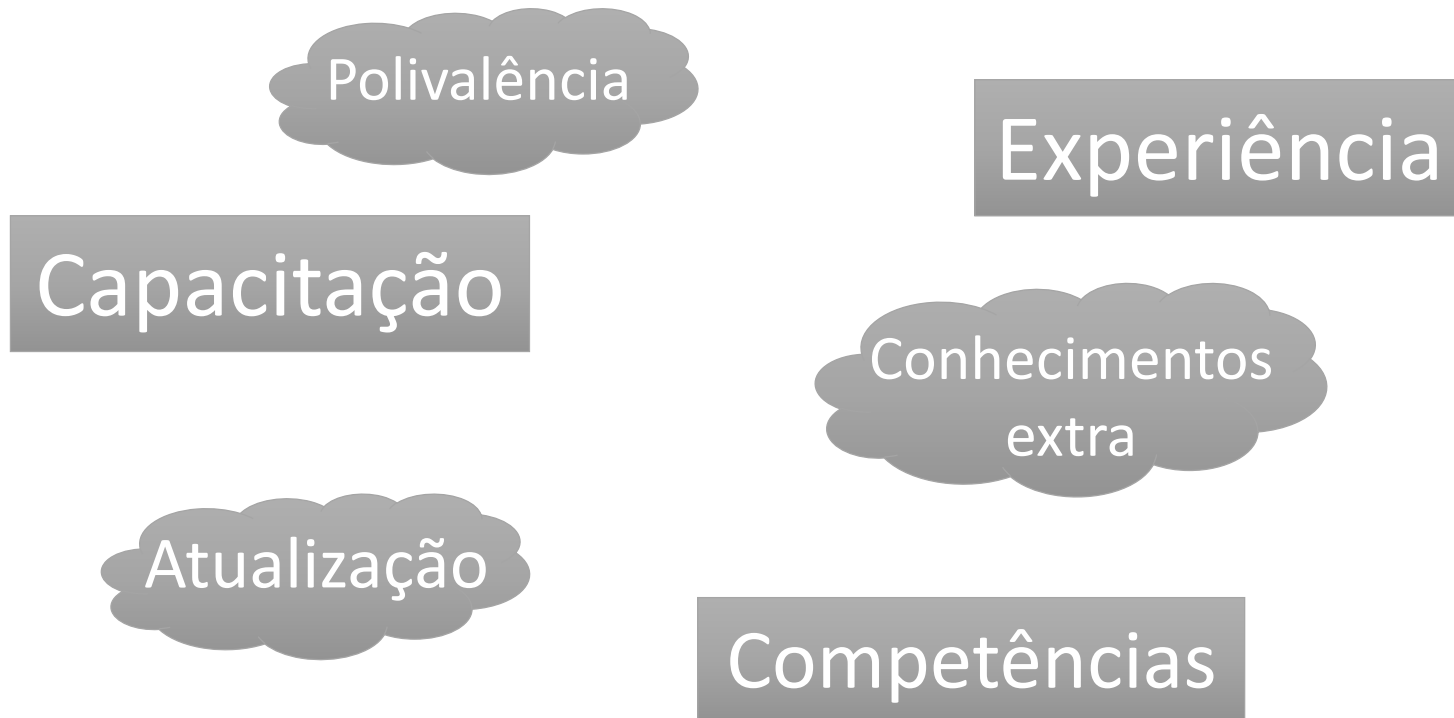 Polivalência
Experiência
Capacitação
Conhecimentos
extra
Atualização
Competências